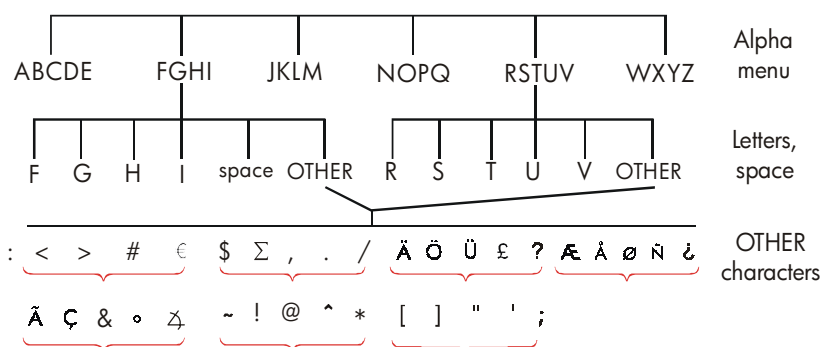 ABCDE FGHI JKLM NOPQ RSTUV WXYZ Alpha menu
F G H I space OTHER R S T U V OTHER Letters, space
: < > # € $ Σ , . / Ä Ö Ü £ ? Æ Å Ø Ñ ¿ OTHER characters
Ã Ç & ° ∡ ~ ! @ ^ * [ ] " ' ;